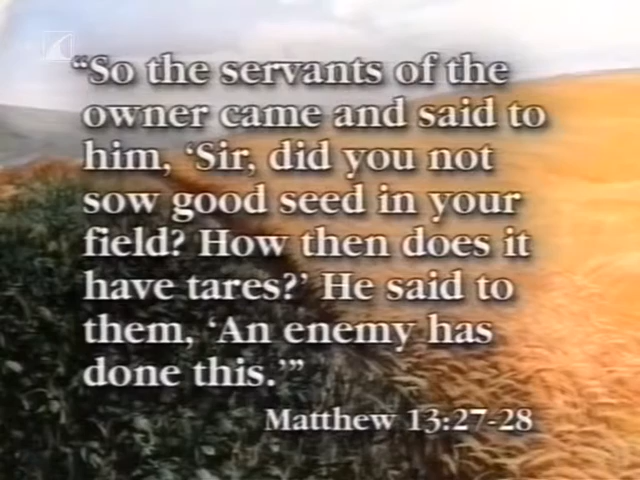 “So the servants of the
owner came and said to
him, ‘Sir, did you not
sow good seed in your
field? How then does it
have tares?’ He said to
them, ‘An enemy has
done this.’”
Matthew 13:27-28